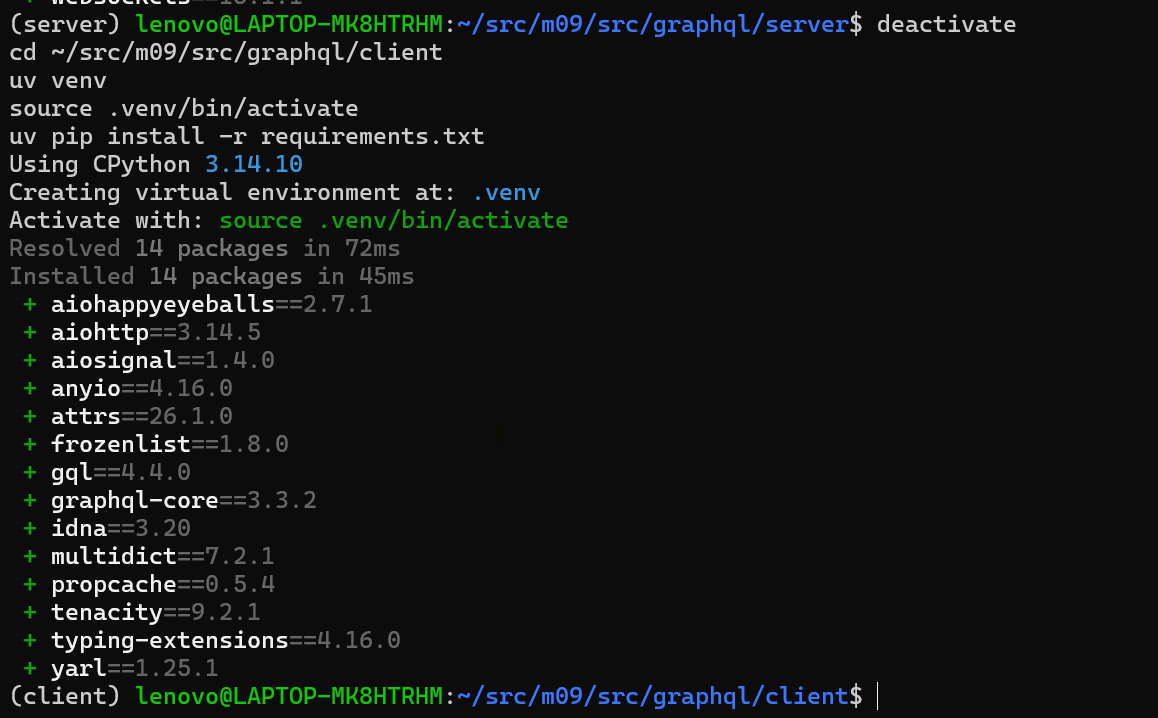 (server) lenovo@LAPTOP-MK8HTRHM:~/src/m09/src/graphql/server$ deactivate
cd ~/src/m09/src/graphql/client
uv venv
source .venv/bin/activate
uv pip install -r requirements.txt
Using CPython 3.14.10
Creating virtual environment at: .venv
Activate with: source .venv/bin/activate
Resolved 14 packages in 72ms
Installed 14 packages in 45ms
+ aiohappyeyeballs==2.7.1
+ aiohttp==3.14.5
+ aiosignal==1.4.0
+ anyio==4.16.0
+ attrs==26.1.0
+ frozenlist==1.8.0
+ gql==4.4.0
+ graphql-core==3.3.2
+ idna==3.20
+ multidict==7.2.1
+ propcache==0.5.4
+ tenacity==9.2.1
+ typing-extensions==4.16.0
+ yarl==1.25.1
(client) lenovo@LAPTOP-MK8HTRHM:~/src/m09/src/graphql/client$